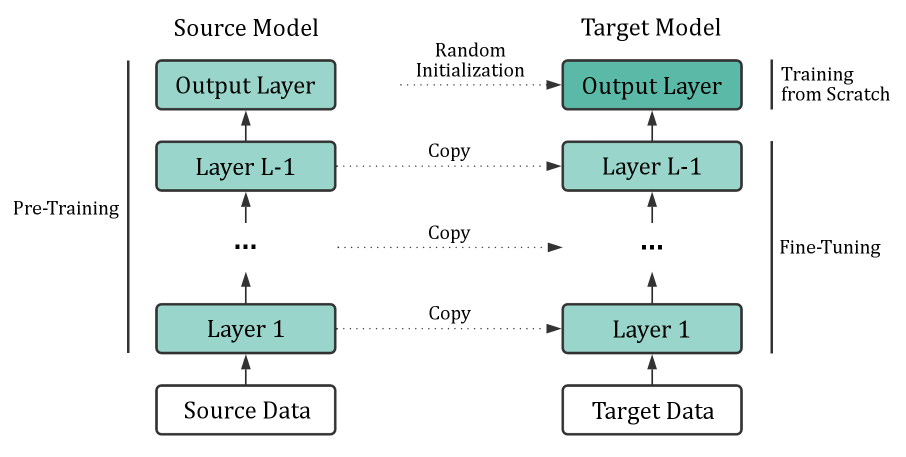 Source Model
Target Model
Random
Initialization
Output Layer
Output Layer
Training
from Scratch
Copy
Layer L-1
Layer L-1
Pre-Training
Copy
...
...
Fine-Tuning
Copy
Layer 1
Layer 1
Source Data
Target Data